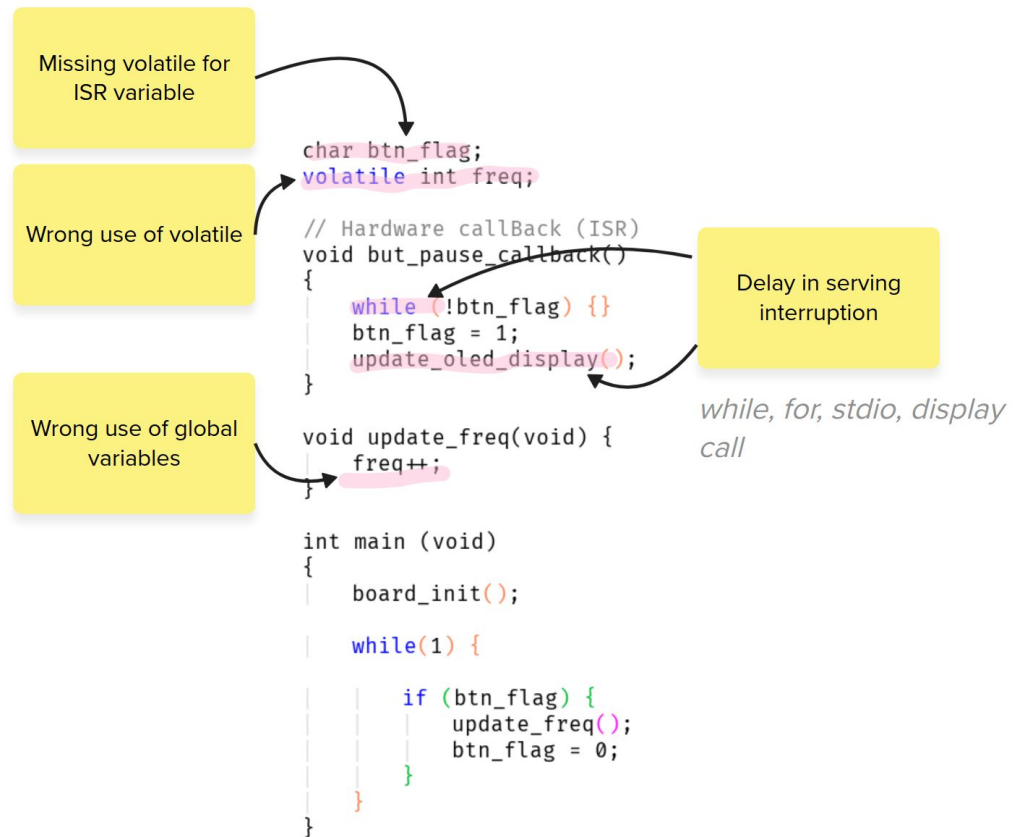 Missing volatile for
ISR variable
char btn_flag;
volatile int freq;
Wrong use of volatile
// Hardware callBack (ISR)
void but_pause_callback()
{
while (!btn_flag) {}
btn_flag = 1;
update_oled_display();
}
Delay in serving
interruption
while, for, stdio, display
call
Wrong use of global
variables
void update_freq(void) {
freq++;
}
int main (void)
{
board_init();
while(1) {
if (btn_flag) {
update_freq();
btn_flag = 0;
}
}
}